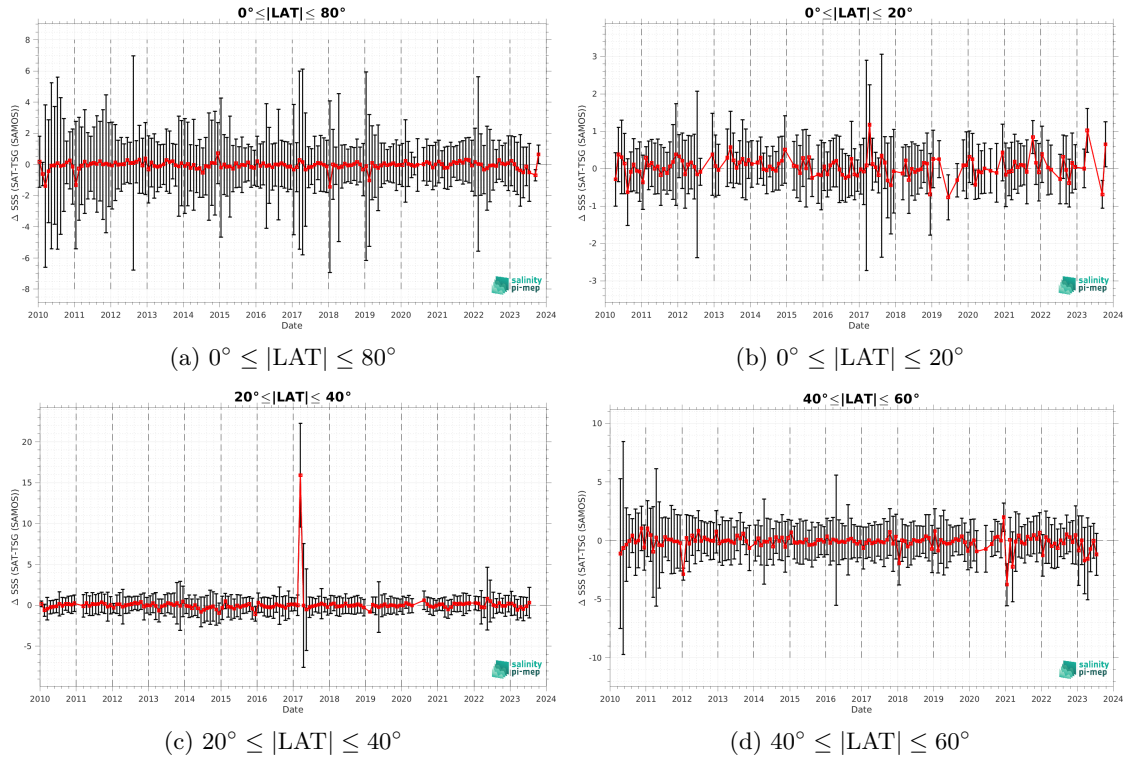 0°≤|LAT|≤ 80°
Δ SSS (SAT-TSG (SAMOS))
8
6
4
2
0
-2
-4
-6
-8
2010 2011 2012 2013 2014 2015 2016 2017 2018 2019 2020 2021 2022 2023 2024
Date
salinity
pi-mep
(a) 0° ≤ |LAT| ≤ 80°
0°≤|LAT|≤ 20°
Δ SSS (SAT-TSG (SAMOS))
3
2
1
0
-1
-2
-3
2010 2011 2012 2013 2014 2015 2016 2017 2018 2019 2020 2021 2022 2023 2024
Date
salinity
pi-mep
(b) 0° ≤ |LAT| ≤ 20°
20°≤|LAT|≤ 40°
Δ SSS (SAT-TSG (SAMOS))
20
15
10
5
0
-5
2010 2011 2012 2013 2014 2015 2016 2017 2018 2019 2020 2021 2022 2023 2024
Date
salinity
pi-mep
(c) 20° ≤ |LAT| ≤ 40°
40°≤|LAT|≤ 60°
Δ SSS (SAT-TSG (SAMOS))
10
5
0
-5
-10
2010 2011 2012 2013 2014 2015 2016 2017 2018 2019 2020 2021 2022 2023 2024
Date
salinity
pi-mep
(d) 40° ≤ |LAT| ≤ 60°